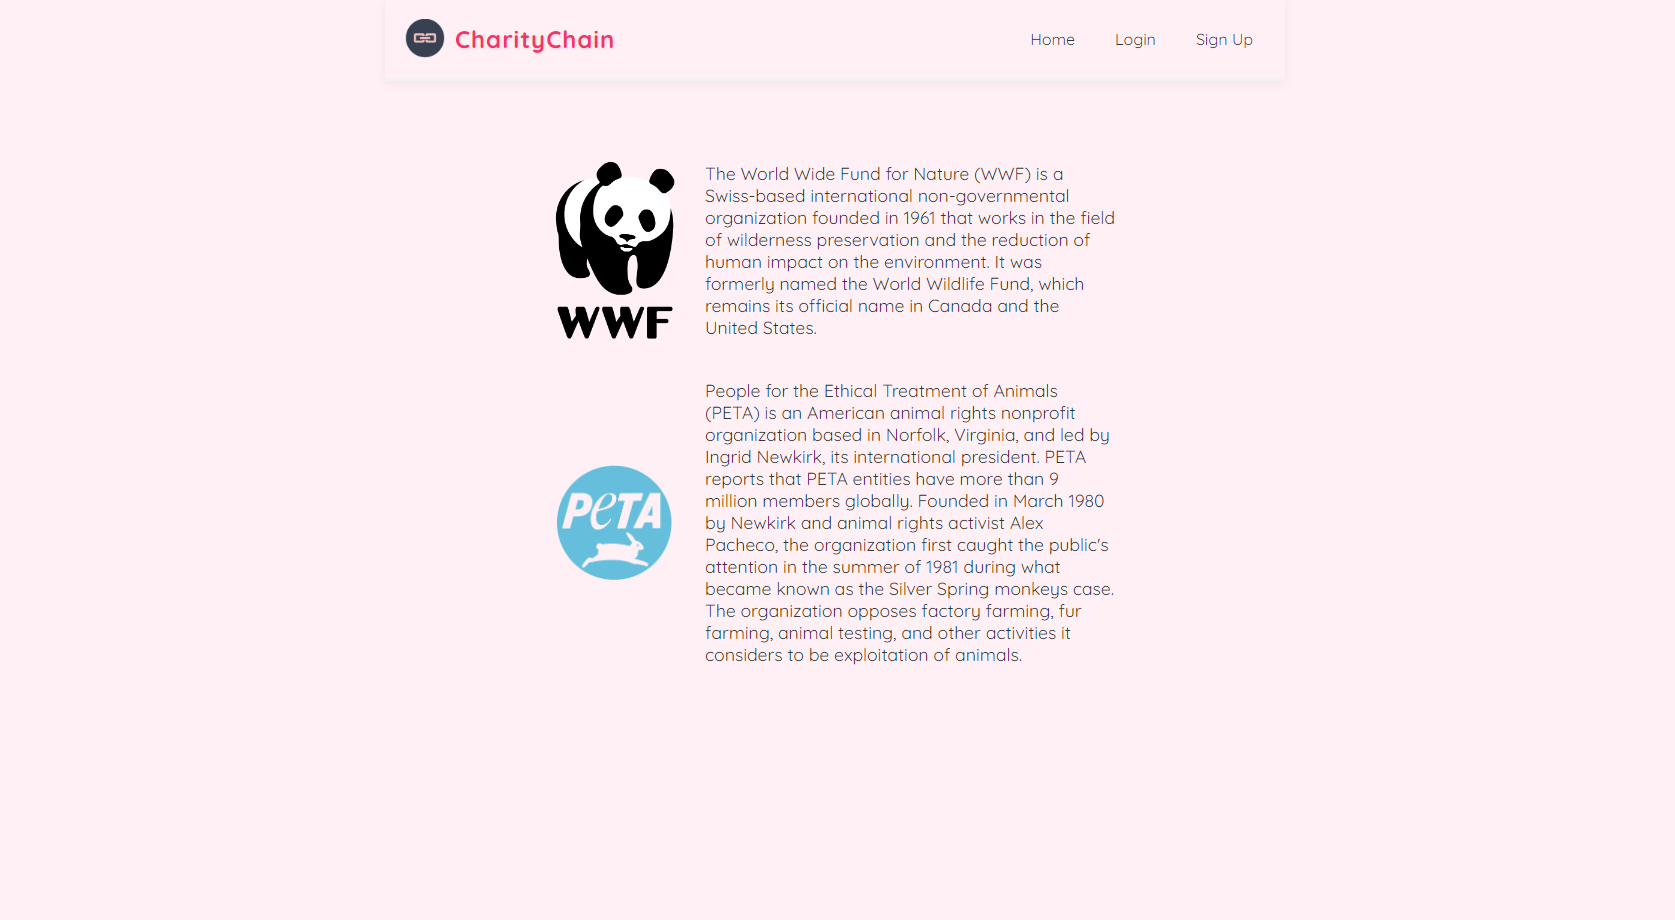 CharityChain
Home Login Sign Up
The World Wide Fund for Nature (WWF) is a
Swiss-based international non-governmental
organization founded in 1961 that works in the field
of wilderness preservation and the reduction of
human impact on the environment. It was
formerly named the World Wildlife Fund, which
remains its official name in Canada and the
United States.
WWF
People for the Ethical Treatment of Animals
(PETA) is an American animal rights nonprofit
organization based in Norfolk, Virginia, and led by
Ingrid Newkirk, its international president. PETA
reports that PETA entities have more than 9
million members globally. Founded in March 1980
by Newkirk and animal rights activist Alex
Pacheco, the organization first caught the public's
attention in the summer of 1981 during what
became known as the Silver Spring monkeys case.
The organization opposes factory farming, fur
farming, animal testing, and other activities it
considers to be exploitation of animals.
PeTA